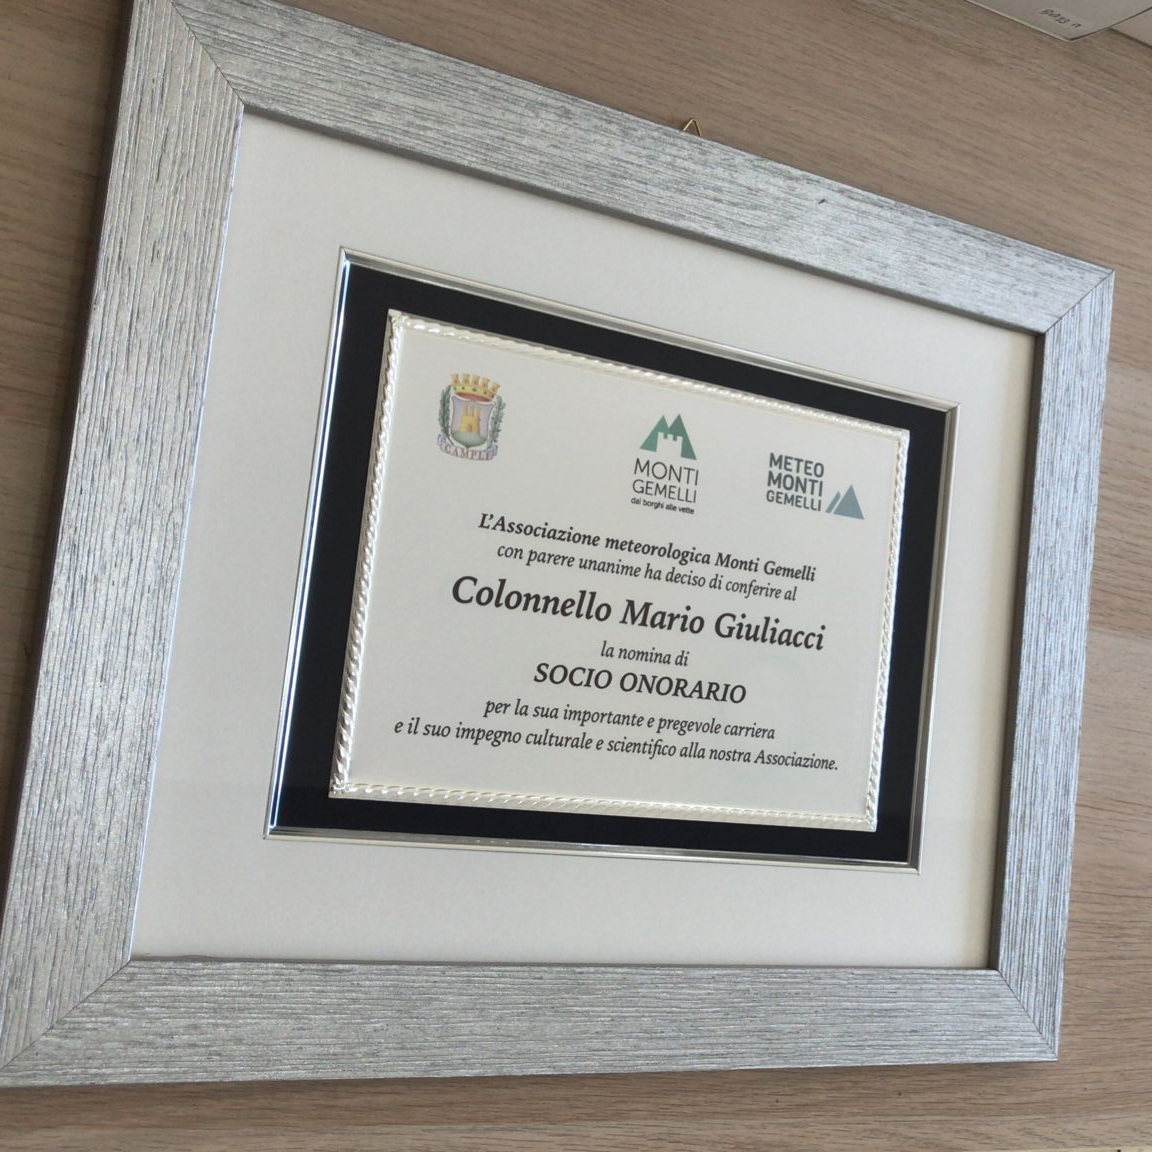 CAMPLI
MONTI
GEMELLI
dai borghi alle vette
METEO
MONTI
GEMELLI
L'Associazione meteorologica Monti Gemelli
con parere unanime ha deciso di conferire al
Colonnello Mario Giuliacci
la nomina di
SOCIO ONORARIO
per la sua importante e pregevole carriera
e il suo impegno culturale e scientifico alla nostra Associazione.